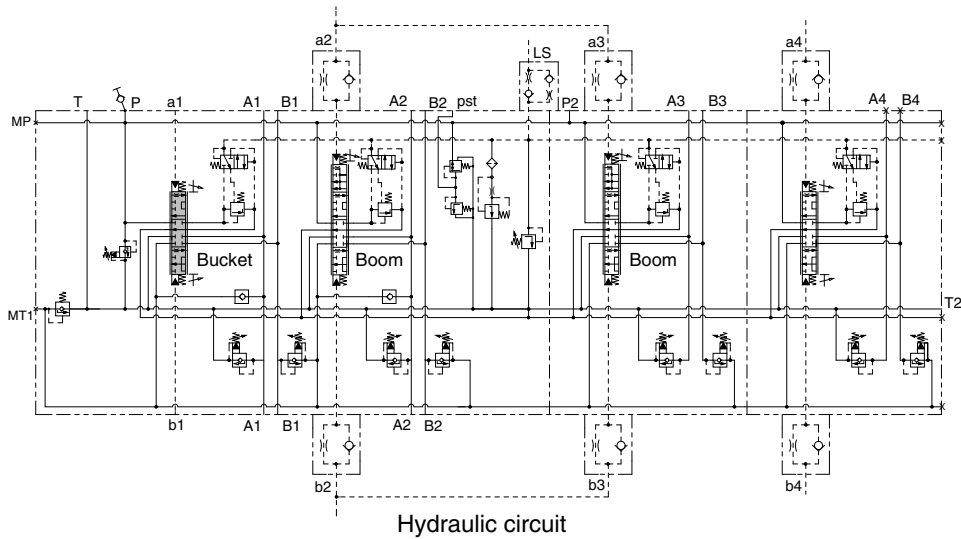 a2 a3 a4
LS
T P a1 A1 B1 A2 B2 pst P2 A3 B3 A4 B4
MP
Bucket Boom Boom
MT1 T2
b1 A1 B1 A2 B2
b2 b3 b4
Hydraulic circuit